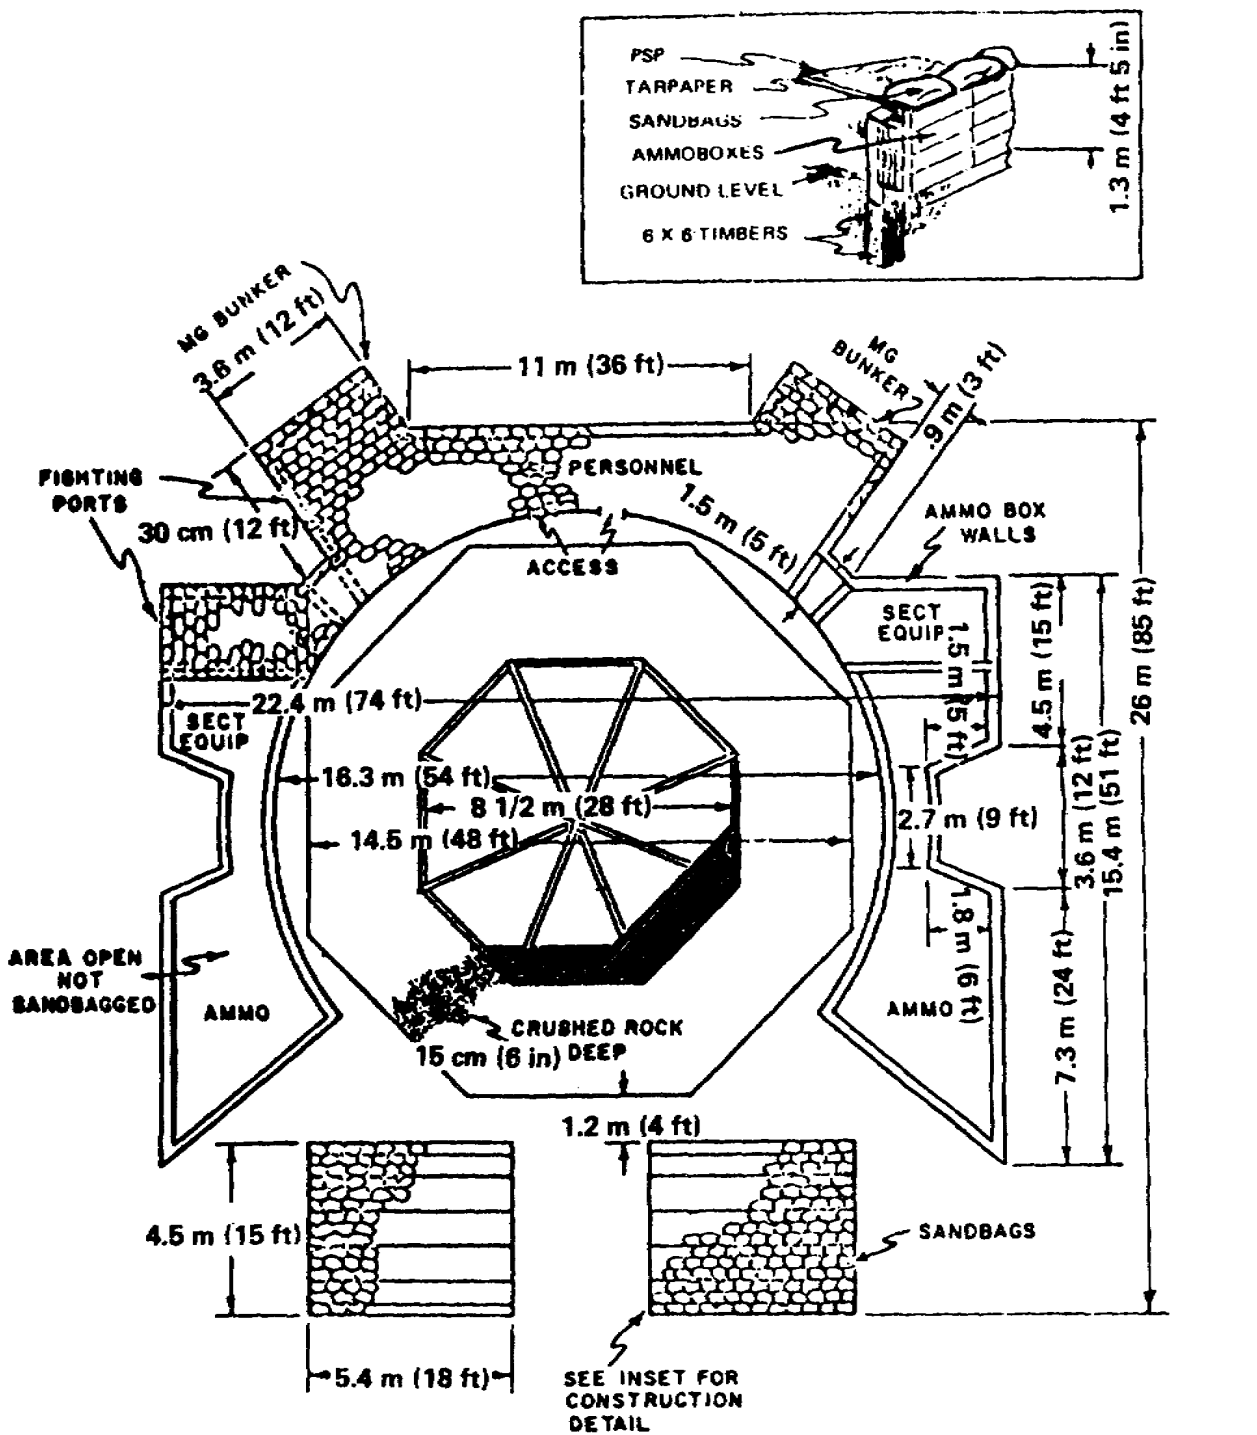 PSP
TARPAPER
SANDBAGS
AMMOBOXES
GROUND LEVEL
6 X 6 TIMBERS
1.3 m (4 ft 5 in)
MG BUNKER
3.6 m (12 ft)
11 m (36 ft)
MG
BUNKER
.9 m (3 ft)
FIGHTING
PORTS
30 cm (12 ft)
PERSONNEL
1.5 m (5 ft)
ACCESS
AMMO BOX
WALLS
SECT
EQUIP
1.5 m (5 ft)
4.5 m (15 ft)
26 m (85 ft)
22.4 m (74 ft)
SECT
EQUIP
16.3 m (54 ft)
8 1/2 m (28 ft)
14.5 m (48 ft)
2.7 m (9 ft)
3.6 m (12 ft)
15.4 m (51 ft)
1.8 m (6 ft)
7.3 m (24 ft)
AREA OPEN
NOT
SANDBAGGED
AMMO
AMMO
CRUSHED ROCK
15 cm (6 in) DEEP
1.2 m (4 ft)
4.5 m (15 ft)
SANDBAGS
5.4 m (18 ft)
SEE INSET FOR
CONSTRUCTION
DETAIL